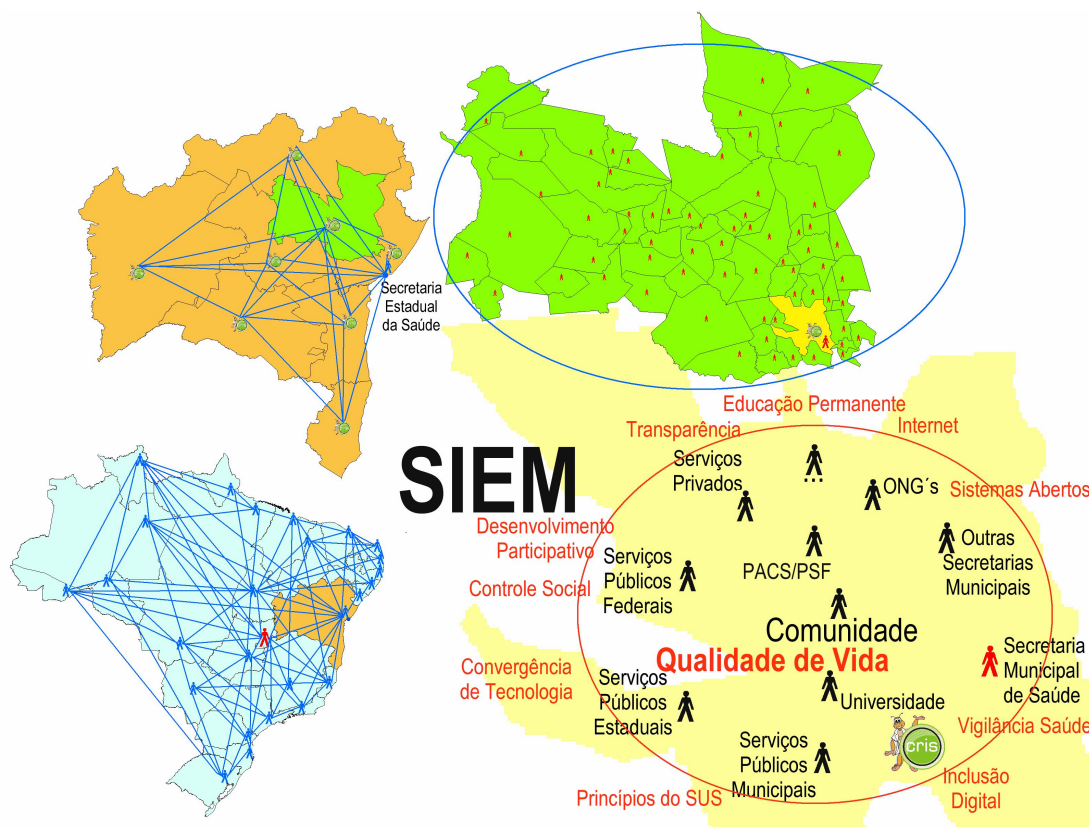 Secretaria
Estadual
da Saúde
SIEM
Educação Permanente
Transparência
Internet
Serviços
Privados
...
ONG´s
Sistemas Abertos
Desenvolvimento
Participativo
Outras
Secretarias
Municipais
Serviços
Públicos
Federais
PACS/PSF
Controle Social
Comunidade
Qualidade de Vida
Secretaria
Municipal
de Saúde
Convergência
de Tecnologia
Serviços
Públicos
Estaduais
Universidade
Vigilância Saúde
cris
Serviços
Públicos
Municipais
Inclusão
Digital
Princípios do SUS